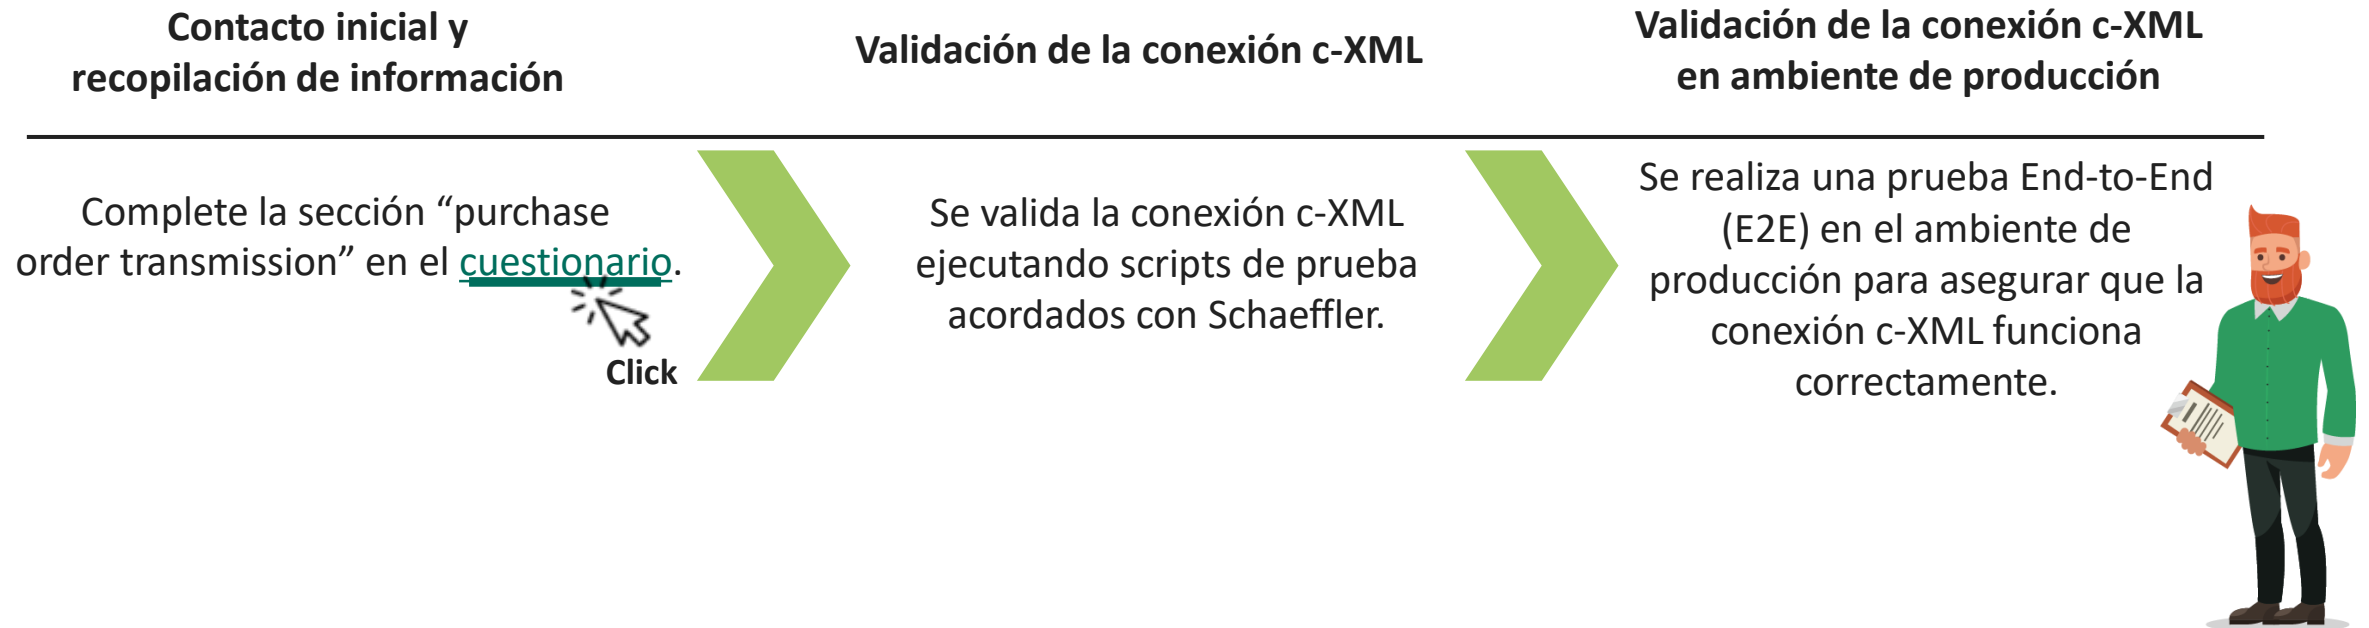 Contacto inicial y
recopilación de información
Validación de la conexión c-XML
Validación de la conexión c-XML
en ambiente de producción
Complete la sección “purchase
order transmission” en el cuestionario.
Click
Se valida la conexión c-XML
ejecutando scripts de prueba
acordados con Schaeffler.
Se realiza una prueba End-to-End
(E2E) en el ambiente de
producción para asegurar que la
conexión c-XML funciona
correctamente.